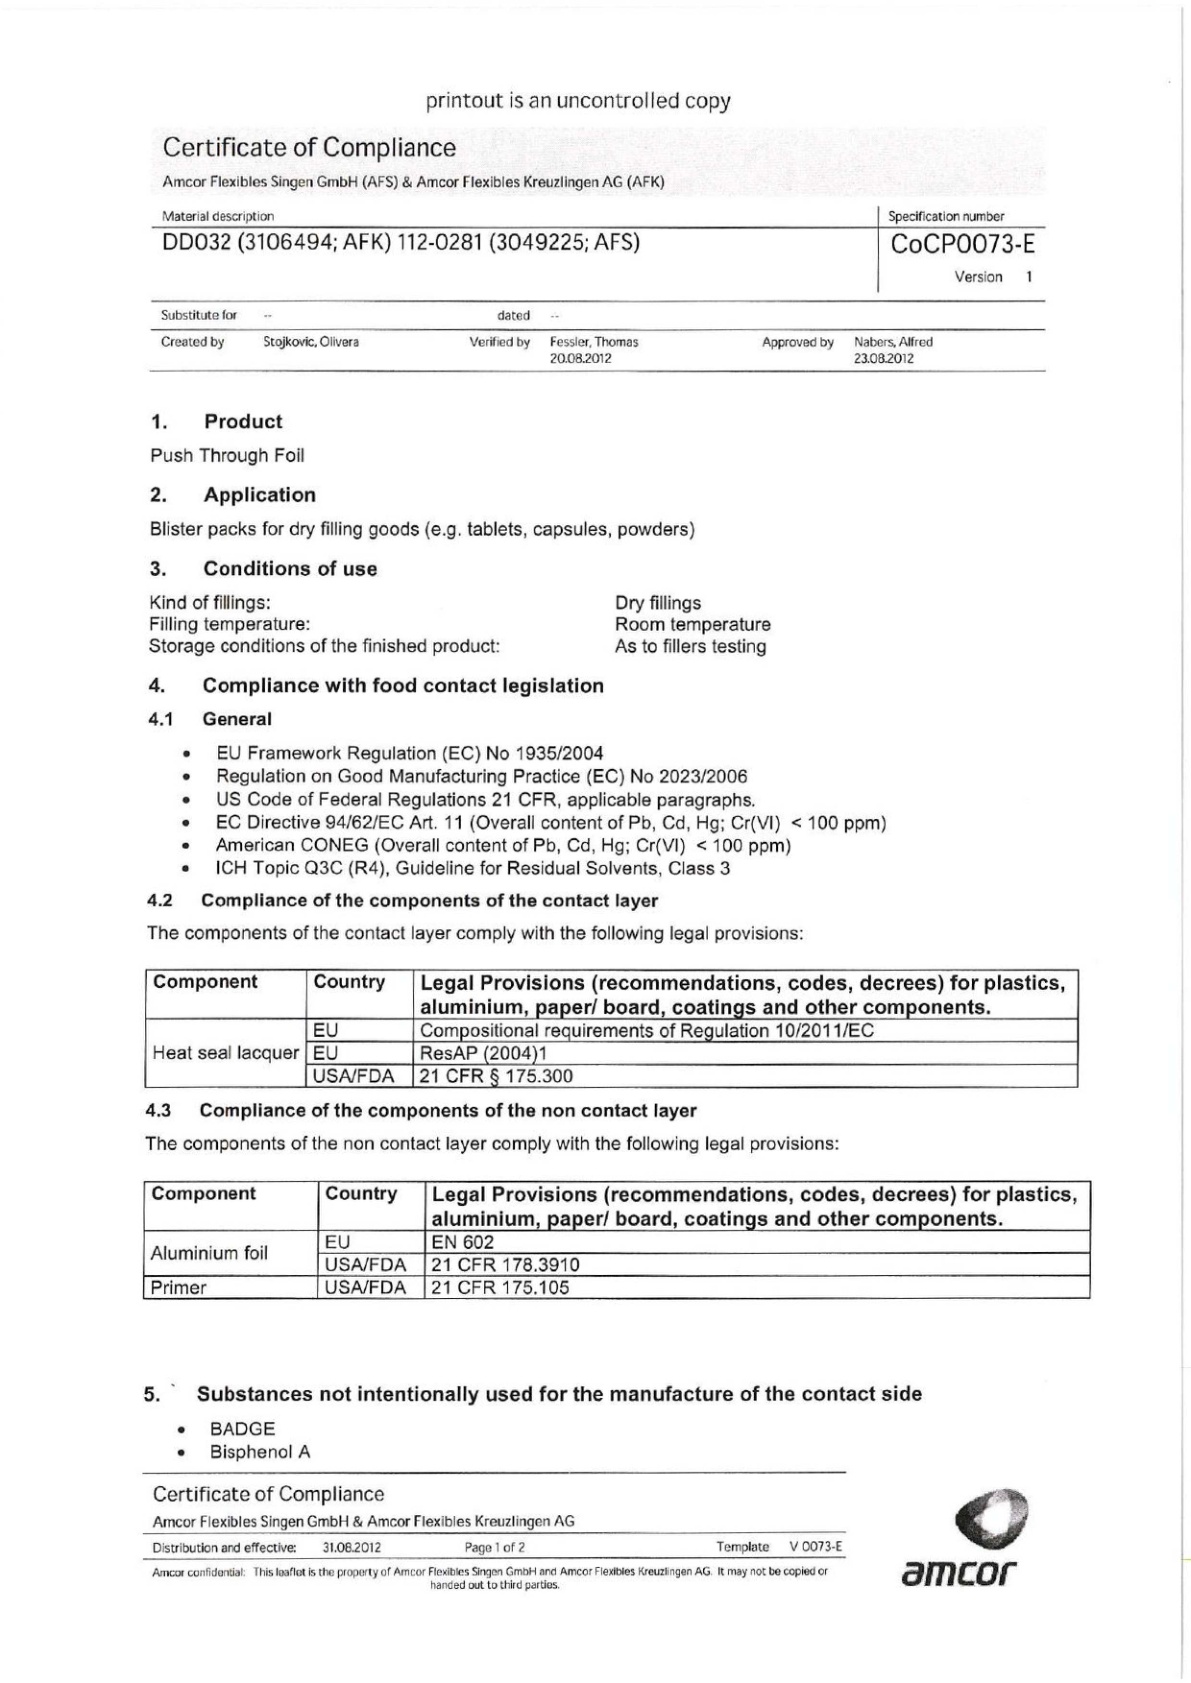 printout is an uncontrolled copy
Certificate of Compliance
Amcor Flexibles Singen GmbH (AFS) & Amcor Flexibles Kreuzlingen AG (AFK)
Material description Specification number
DD032 (3106494; AFK) 112-0281 (3049225; AFS) CoCP0073-E
Version 1
Substitute for -- dated --
Created by Stojkovic, Olivera Verified by Fessler, Thomas Approved by Nabers, Alfred
20.08.2012 23.08.2012
1. Product
Push Through Foil
2. Application
Blister packs for dry filling goods (e.g. tablets, capsules, powders)
3. Conditions of use
Kind of fillings: Dry fillings
Filling temperature: Room temperature
Storage conditions of the finished product: As to fillers testing
4. Compliance with food contact legislation
4.1 General
• EU Framework Regulation (EC) No 1935/2004
• Regulation on Good Manufacturing Practice (EC) No 2023/2006
• US Code of Federal Regulations 21 CFR, applicable paragraphs.
• EC Directive 94/62/EC Art. 11 (Overall content of Pb, Cd, Hg; Cr(VI) < 100 ppm)
• American CONEG (Overall content of Pb, Cd, Hg; Cr(VI) < 100 ppm)
• ICH Topic Q3C (R4), Guideline for Residual Solvents, Class 3
4.2 Compliance of the components of the contact layer
The components of the contact layer comply with the following legal provisions:
Component Country Legal Provisions (recommendations, codes, decrees) for plastics,
aluminium, paper/ board, coatings and other components.
EU Compositional requirements of Regulation 10/2011/EC
Heat seal lacquer EU ResAP (2004)1
USA/FDA 21 CFR § 175.300
4.3 Compliance of the components of the non contact layer
The components of the non contact layer comply with the following legal provisions:
Component Country Legal Provisions (recommendations, codes, decrees) for plastics,
aluminium, paper/ board, coatings and other components.
Aluminium foil EU EN 602
USA/FDA 21 CFR 178.3910
Primer USA/FDA 21 CFR 175.105
5. Substances not intentionally used for the manufacture of the contact side
• BADGE
• Bisphenol A
Certificate of Compliance
Amcor Flexibles Singen GmbH & Amcor Flexibles Kreuzlingen AG
Distribution and effective: 31.08.2012 Page 1 of 2 Template V 0073-E
Amcor confidential: This leaflet is the property of Amcor Flexibles Singen GmbH and Amcor Flexibles Kreuzlingen AG. It may not be copied or
handed out to third parties.
amcor